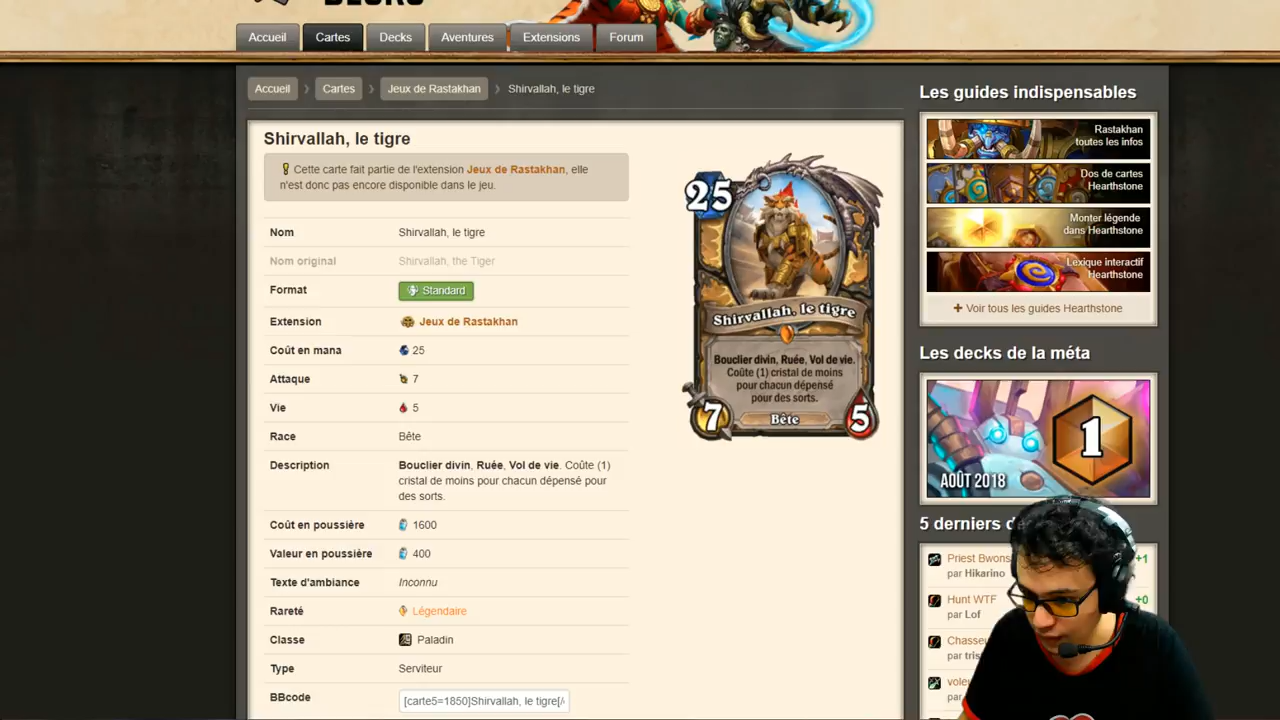 DECKS
Accueil
Cartes
Decks
Aventures
Extensions
Forum
Accueil
Cartes
Jeux de Rastakhan
Shirvallah, le tigre
Shirvallah, le tigre
Cette carte fait partie de l'extension Jeux de Rastakhan, elle
n'est donc pas encore disponible dans le jeu.
Nom Shirvallah, le tigre
Nom original Shirvallah, the Tiger
Format Standard
Extension Jeux de Rastakhan
Coût en mana 25
Attaque 7
Vie 5
Race Bête
Description Bouclier divin, Ruée, Vol de vie. Coûte (1)
cristal de moins pour chacun dépensé pour
des sorts.
Coût en poussière 1600
Valeur en poussière 400
Texte d'ambiance Inconnu
Rareté Légendaire
Classe Paladin
Type Serviteur
BBcode [carte5=1850]Shirvallah, le tigre[/
25
Shirvallah, le tigre
Bouclier divin, Ruée, Vol de vie.
Coûte (1) cristal de moins
pour chacun dépensé
pour des sorts.
7
Bête
5
Les guides indispensables
Rastakhan
toutes les infos
Dos de cartes
Hearthstone
Monter légende
dans Hearthstone
Lexique interactif
Hearthstone
+ Voir tous les guides Hearthstone
Les decks de la méta
1
AOÛT 2018
5 derniers
Priest Bwons +1
par Hikarino
Hunt WTF +0
par Lof
Chasseu
par tris
voleu
par